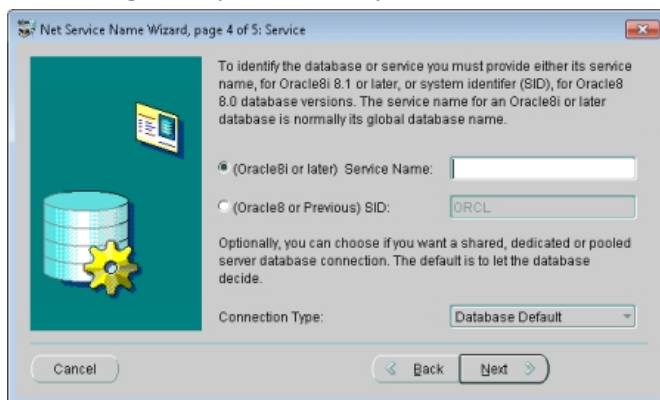 Net Service Name Wizard, page 4 of 5: Service
To identify the database or service you must provide either its service
name, for Oracle8i 8.1 or later, or system identifer (SID), for Oracle8
8.0 database versions. The service name for an Oracle8i or later
database is normally its global database name.
(Oracle8i or later) Service Name:
(Oracle8 or Previous) SID: ORCL
Optionally, you can choose if you want a shared, dedicated or pooled
server database connection. The default is to let the database
decide.
Connection Type: Database Default
Cancel Back Next